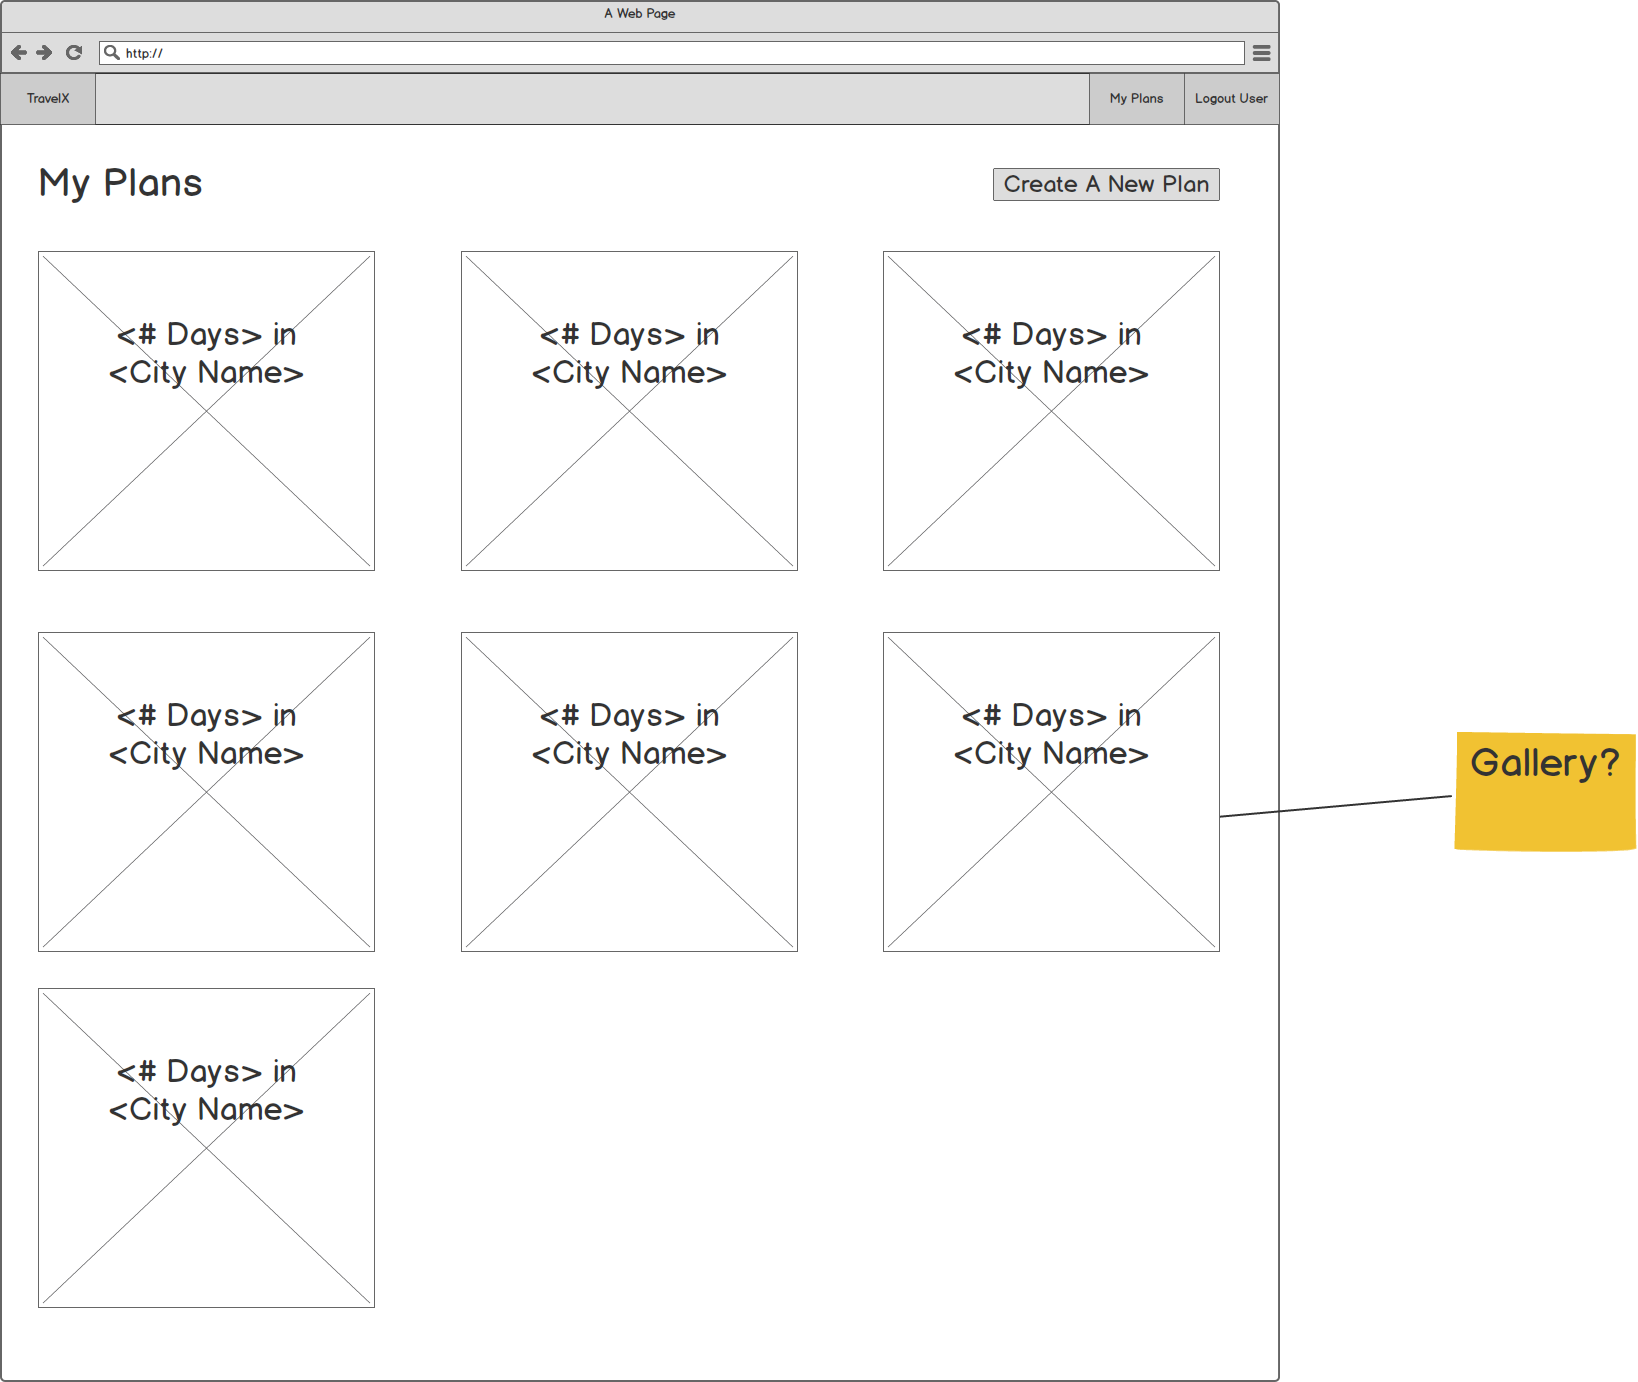 A Web Page
http://
TravelX
My Plans
Logout User
My Plans
Create A New Plan
<# Days> in
<City Name>
<# Days> in
<City Name>
<# Days> in
<City Name>
<# Days> in
<City Name>
<# Days> in
<City Name>
<# Days> in
<City Name>
Gallery?
<# Days> in
<City Name>